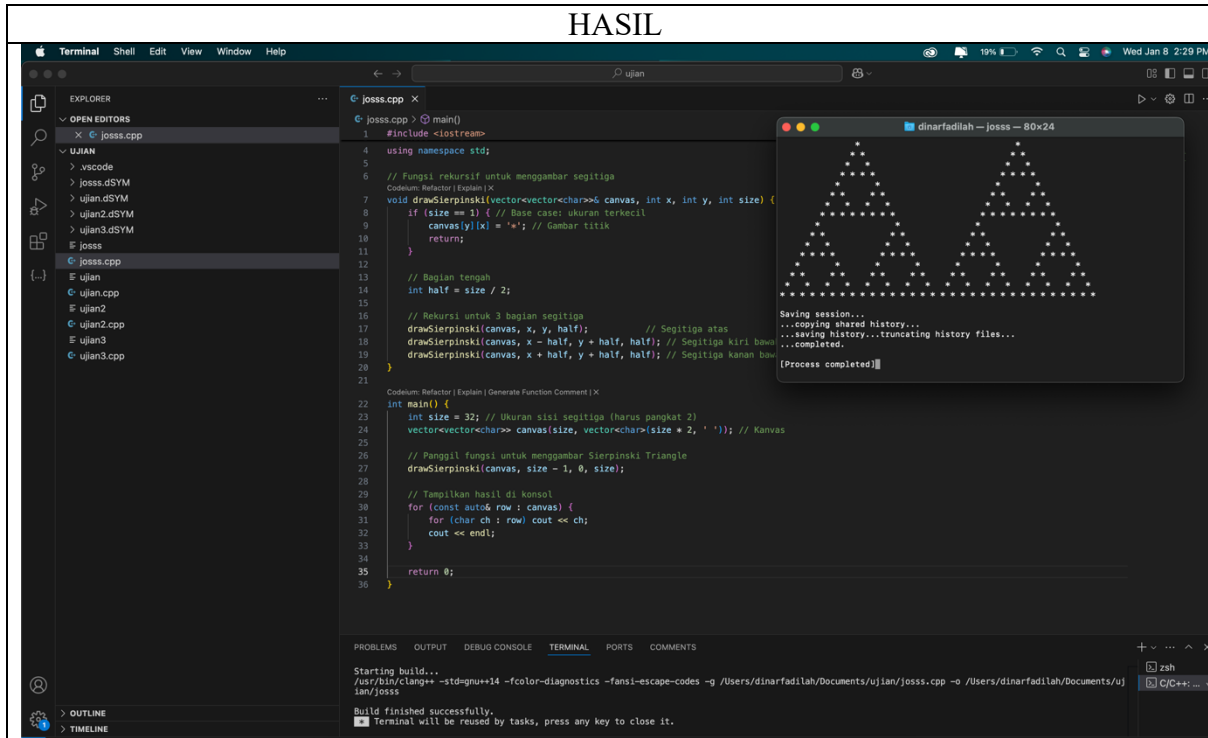 HASIL
Terminal Shell Edit View Window Help 19% Wed Jan 8 2:29 PM
ujian
EXPLORER
OPEN EDITORS
josss.cpp
UJIAN
.vscode
josss.dSYM
ujian.dSYM
ujian2.dSYM
ujian3.dSYM
josss
josss.cpp
ujian
ujian.cpp
ujian2
ujian2.cpp
ujian3
ujian3.cpp
OUTLINE
TIMELINE
josss.cpp
josss.cpp > main()
1 #include <iostream>
4 using namespace std;
5
6 // Fungsi rekursif untuk menggambar segitiga
Codeium: Refactor | Explain | X
7 void drawSierpinski(vector<vector<char>>& canvas, int x, int y, int size) {
8 if (size == 1) { // Base case: ukuran terkecil
9 canvas[y][x] = '*'; // Gambar titik
10 return;
11 }
12
13 // Bagian tengah
14 int half = size / 2;
15
16 // Rekursi untuk 3 bagian segitiga
17 drawSierpinski(canvas, x, y, half); // Segitiga atas
18 drawSierpinski(canvas, x - half, y + half, half); // Segitiga kiri bawa
19 drawSierpinski(canvas, x + half, y + half, half); // Segitiga kanan baw
20 }
21
Codeium: Refactor | Explain | Generate Function Comment | X
22 int main() {
23 int size = 32; // Ukuran sisi segitiga (harus pangkat 2)
24 vector<vector<char>> canvas(size, vector<char>(size * 2, ' ')); // Kanvas
25
26 // Panggil fungsi untuk menggambar Sierpinski Triangle
27 drawSierpinski(canvas, size - 1, 0, size);
28
29 // Tampilkan hasil di konsol
30 for (const auto& row : canvas) {
31 for (char ch : row) cout << ch;
32 cout << endl;
33 }
34
35 return 0;
36 }
dinarfadilah — josss — 80×24
Saving session...
...copying shared history...
...saving history...truncating history files...
...completed.
[Process completed]
PROBLEMS OUTPUT DEBUG CONSOLE TERMINAL PORTS COMMENTS
Starting build...
/usr/bin/clang++ -std=gnu++14 -fcolor-diagnostics -fansi-escape-codes -g /Users/dinarfadilah/Documents/ujian/josss.cpp -o /Users/dinarfadilah/Documents/uj
ian/josss
Build finished successfully.
* Terminal will be reused by tasks, press any key to close it.
zsh
C/C++: ...